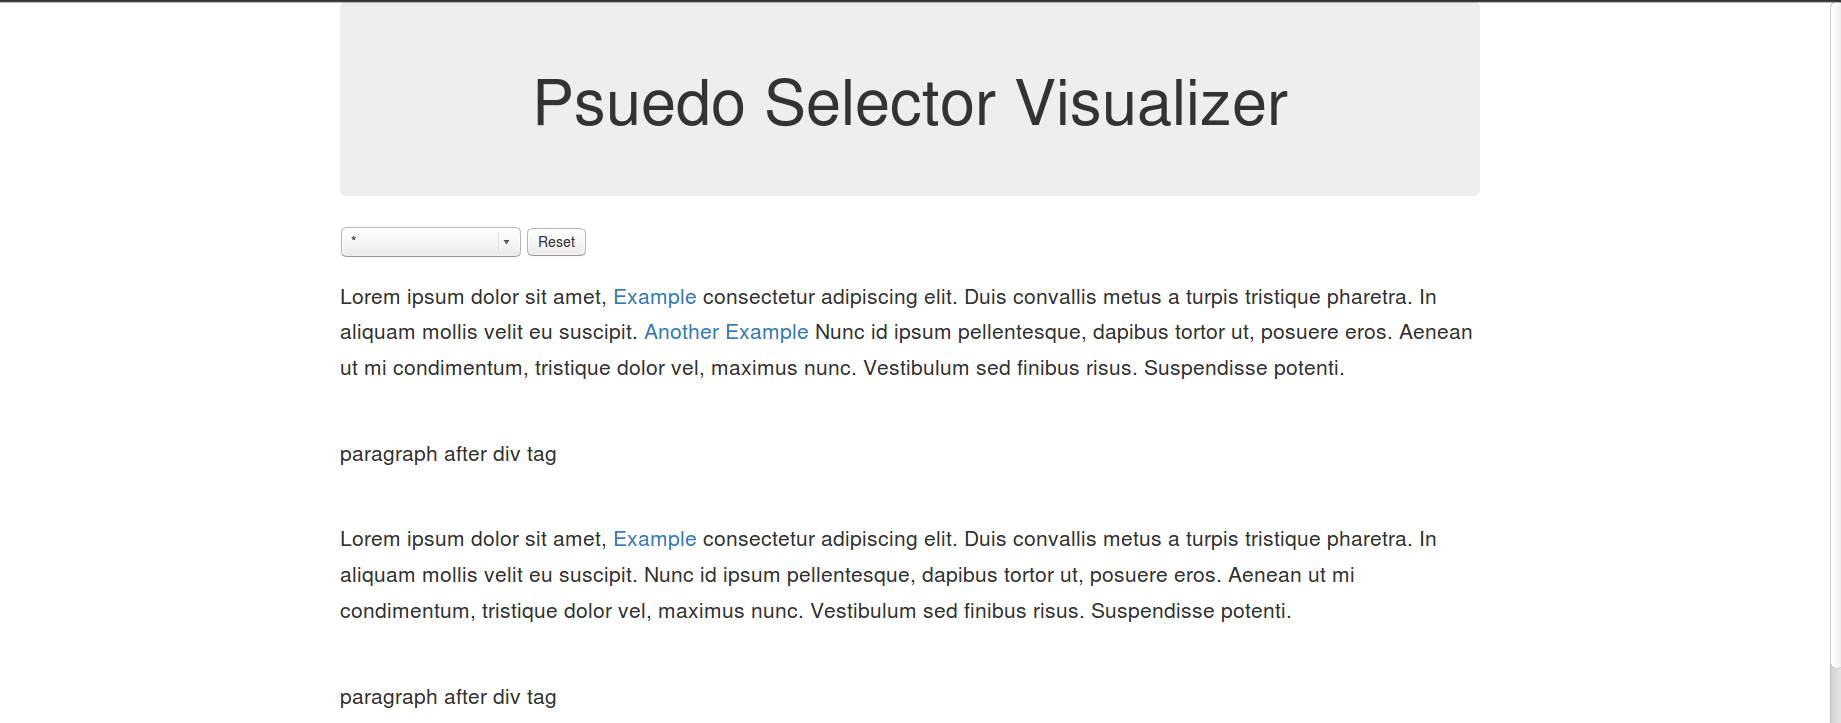 Psuedo Selector Visualizer
* Reset
Lorem ipsum dolor sit amet, Example consectetur adipiscing elit. Duis convallis metus a turpis tristique pharetra. In
aliquam mollis velit eu suscipit. Another Example Nunc id ipsum pellentesque, dapibus tortor ut, posuere eros. Aenean
ut mi condimentum, tristique dolor vel, maximus nunc. Vestibulum sed finibus risus. Suspendisse potenti.
paragraph after div tag
Lorem ipsum dolor sit amet, Example consectetur adipiscing elit. Duis convallis metus a turpis tristique pharetra. In
aliquam mollis velit eu suscipit. Nunc id ipsum pellentesque, dapibus tortor ut, posuere eros. Aenean ut mi
condimentum, tristique dolor vel, maximus nunc. Vestibulum sed finibus risus. Suspendisse potenti.
paragraph after div tag